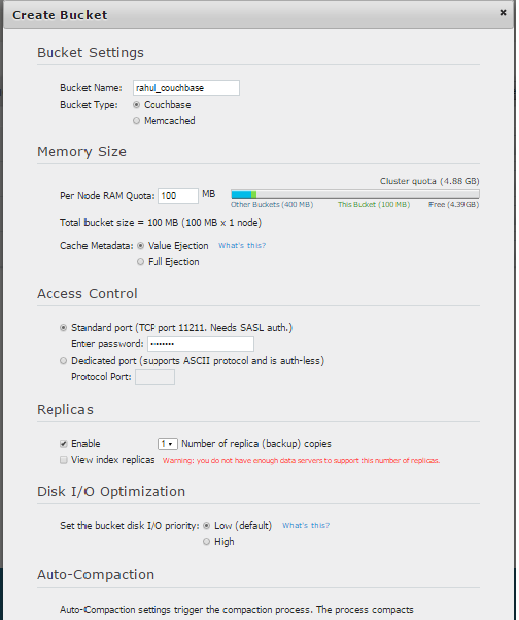 Create Bucket
Bucket Settings
Bucket Name: rahul_couchbase
Bucket Type: Couchbase
Memcached
Memory Size
Cluster quota (4.88 GB)
Per Node RAM Quota: 100 MB
Other Buckets (400 MB) This Bucket (100 MB) Free (4.39 GB)
Total bucket size = 100 MB (100 MB x 1 node)
Cache Metadata: Value Ejection What's this?
Full Ejection
Access Control
Standard port (TCP port 11211. Needs SASL auth.)
Enter password: ••••••••
Dedicated port (supports ASCII protocol and is auth-less)
Protocol Port:
Replicas
Enable 1 Number of replica (backup) copies
View index replicas Warning: you do not have enough data servers to support this number of replicas.
Disk I/O Optimization
Set the bucket disk I/O priority: Low (default) What's this?
High
Auto-Compaction
Auto-Compaction settings trigger the compaction process. The process compacts